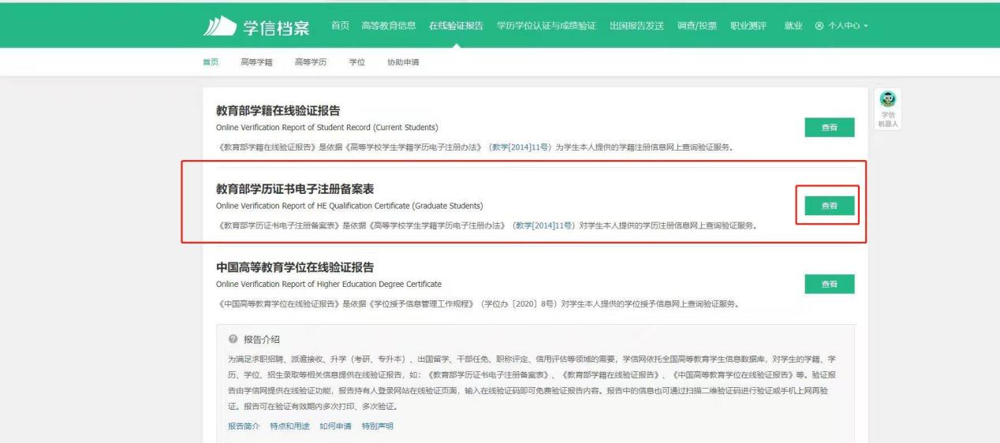 学信档案 首页 高等教育信息 在线验证报告 学历学位认证与成绩验证 出国报告发送 调查/投票 职业测评 就业 个人中心
首页 高等学籍 高等学历 学位 协助申请
教育部学籍在线验证报告
Online Verification Report of Student Record (Current Students)
查看
《教育部学籍在线验证报告》是依据《高等学校学生学籍学历电子注册办法》（教学[2014]11号）为学生本人提供的学籍注册信息网上查询验证服务。
学信
机器人
教育部学历证书电子注册备案表
Online Verification Report of HE Qualification Certificate (Graduate Students)
查看
《教育部学历证书电子注册备案表》是依据《高等学校学生学籍学历电子注册办法》（教学[2014]11号）对学生本人提供的学历注册信息网上查询验证服务。
中国高等教育学位在线验证报告
Online Verification Report of Higher Education Degree Certificate
查看
《中国高等教育学位在线验证报告》是依据《学位授予信息管理工作规程》（学位办〔2020〕8号）对学生本人提供的学位授予信息网上查询验证服务。
报告介绍
为满足求职招聘、派遣接收、升学（考研、专升本）、出国留学、干部任免、职称评定、信用评估等领域的需要，学信网依托全国高等教育学生信息数据库，对学生的学籍、学
历、学位、招生录取等相关信息提供在线验证报告，如：《教育部学历证书电子注册备案表》、《教育部学籍在线验证报告》、《中国高等教育学位在线验证报告》等。验证报
告由学信网提供在线验证功能，报告持有人登录网站在线验证页面，输入在线验证码即可免费验证报告内容。报告中的信息也可通过扫描二维验证码进行验证或手机上网再验
证。报告可在验证有效期内多次打印、多次验证。
报告简介 特点和用途 如何申请 特别声明